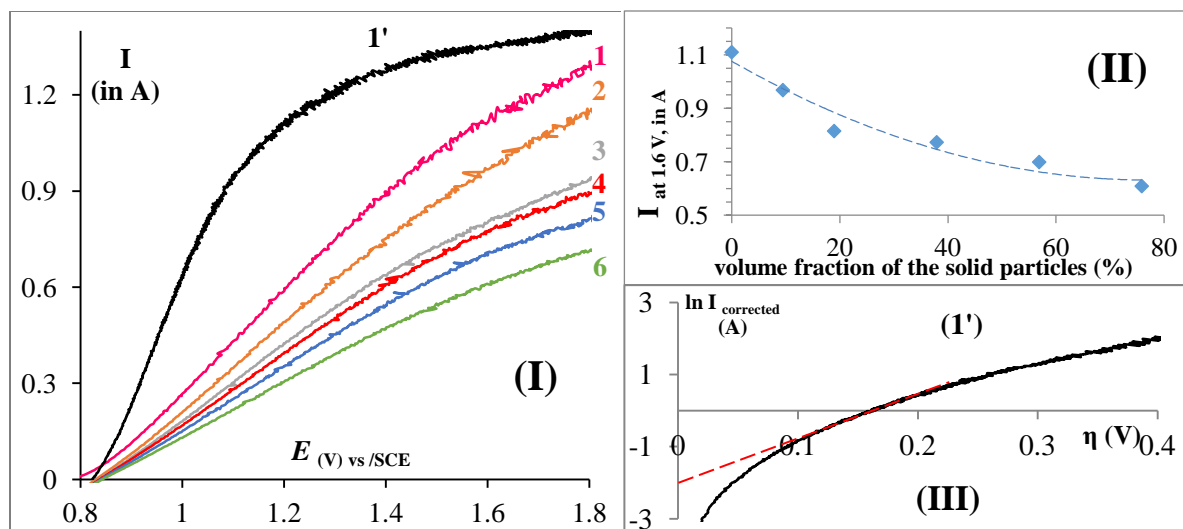 I
(in A)
1'
1
2
3
4
5
6
(I)
1.2
0.9
0.6
0.3
0
E (V) vs /SCE
0.8 1 1.2 1.4 1.6 1.8
(II)
I at 1.6 V, in A
1.1
0.9
0.7
0.5
0 20 40 60 80
volume fraction of the solid particles (%)
ln I corrected
(A)
(1')
3
1
-1
-3
0 0.1 0.2 0.3 0.4
η (V)
(III)